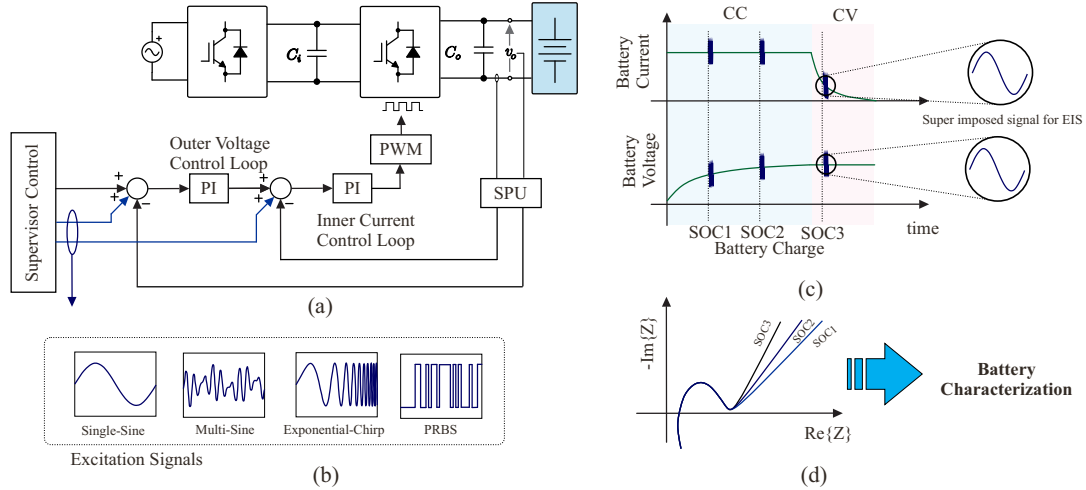 C_i
C_o
v_o
+
PWM
Outer Voltage
Control Loop
PI
PI
SPU
Supervisor Control
+
+
−
+
+
−
Inner Current
Control Loop
(a)
Single-Sine
Multi-Sine
Exponential-Chirp
PRBS
Excitation Signals
(b)
CC
CV
Battery
Current
Super imposed signal for EIS
Battery
Voltage
SOC1
SOC2
SOC3
time
Battery Charge
(c)
-Im{Z}
SOC3
SOC2
SOC1
Re{Z}
(d)
Battery
Characterization